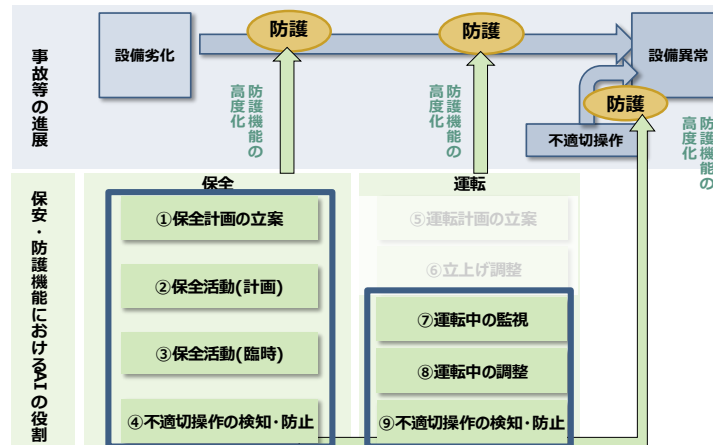 事故等の進展
設備劣化
防護
防護
設備異常
防護
不適切操作
防護機能の
高度化
防護機能の
高度化
防護機能の
高度化
保安・防護機能におけるAIの役割
保全
①保全計画の立案
②保全活動(計画)
③保全活動(臨時)
④不適切操作の検知・防止
運転
⑤運転計画の立案
⑥立上げ調整
⑦運転中の監視
⑧運転中の調整
⑨不適切操作の検知・防止